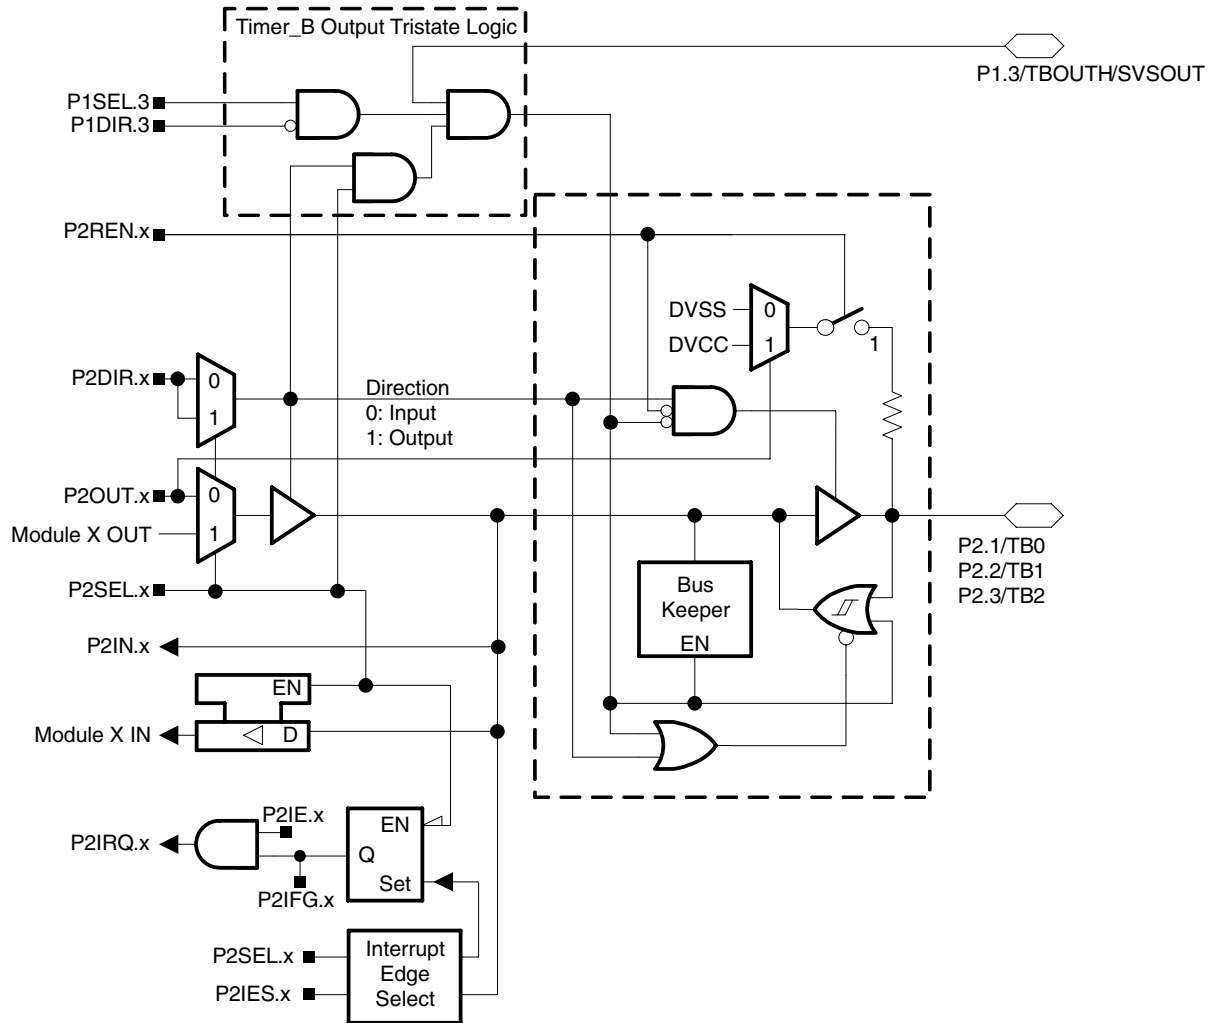 Timer_B Output Tristate Logic
P1.3/TBOUTH/SVSOUT
P1SEL.3
P1DIR.3
P2REN.x
DVSS
0
DVCC
1
1
P2DIR.x
0
1
Direction
0: Input
1: Output
P2OUT.x
0
Module X OUT
1
P2.1/TB0
P2.2/TB1
P2.3/TB2
P2SEL.x
Bus
Keeper
EN
P2IN.x
EN
Module X IN
D
P2IE.x
EN
P2IRQ.x
Q
Set
P2IFG.x
P2SEL.x
P2IES.x
Interrupt
Edge
Select